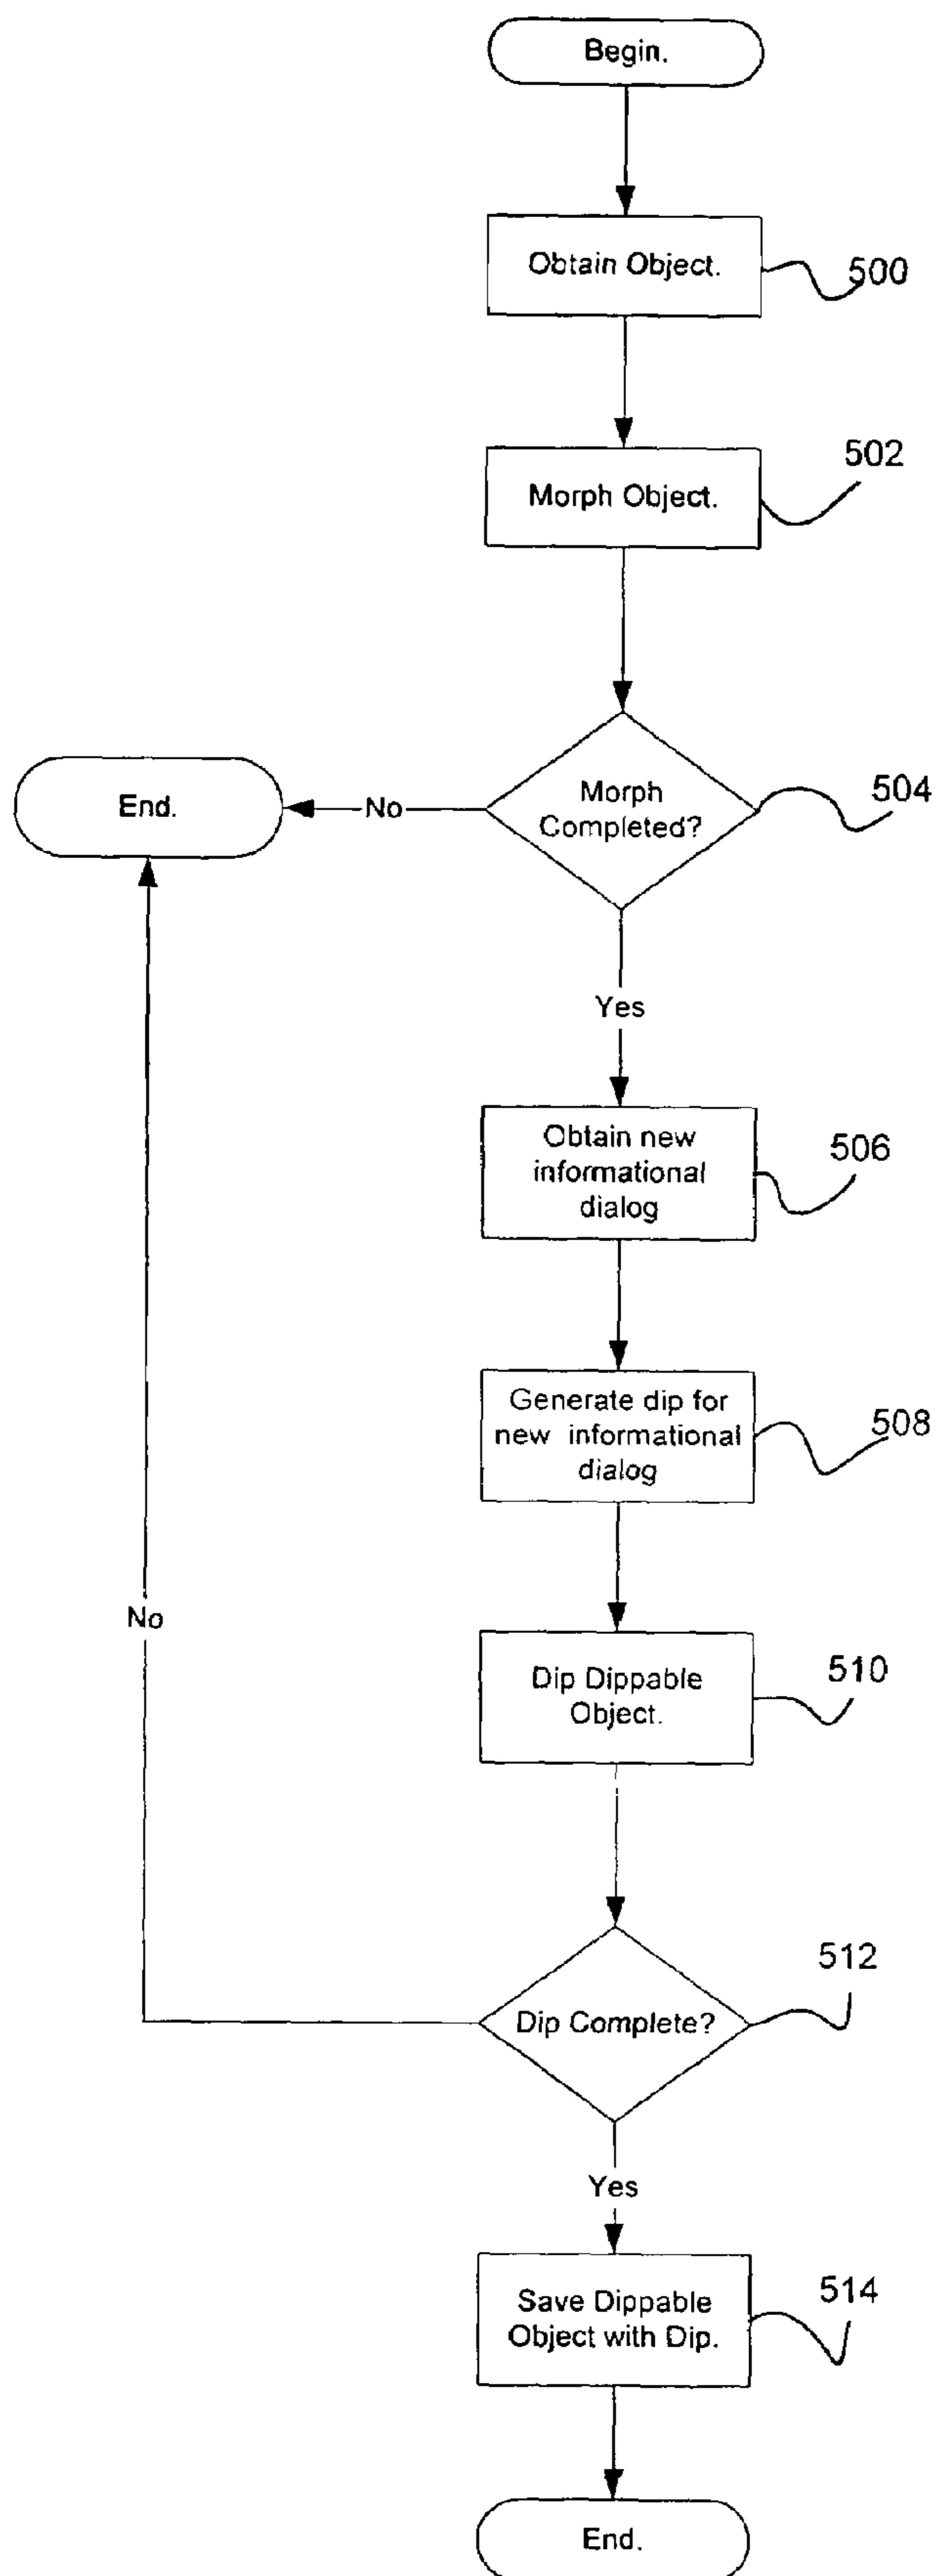 Begin.
Obtain Object.
500
Morph Object.
502
Morph
Completed?
504
No
End.
Yes
Obtain new
informational
dialog
506
Generate dip for
new informational
dialog
508
Dip Dippable
Object.
510
No
Dip Complete?
512
Yes
Save Dippable
Object with Dip.
514
End.